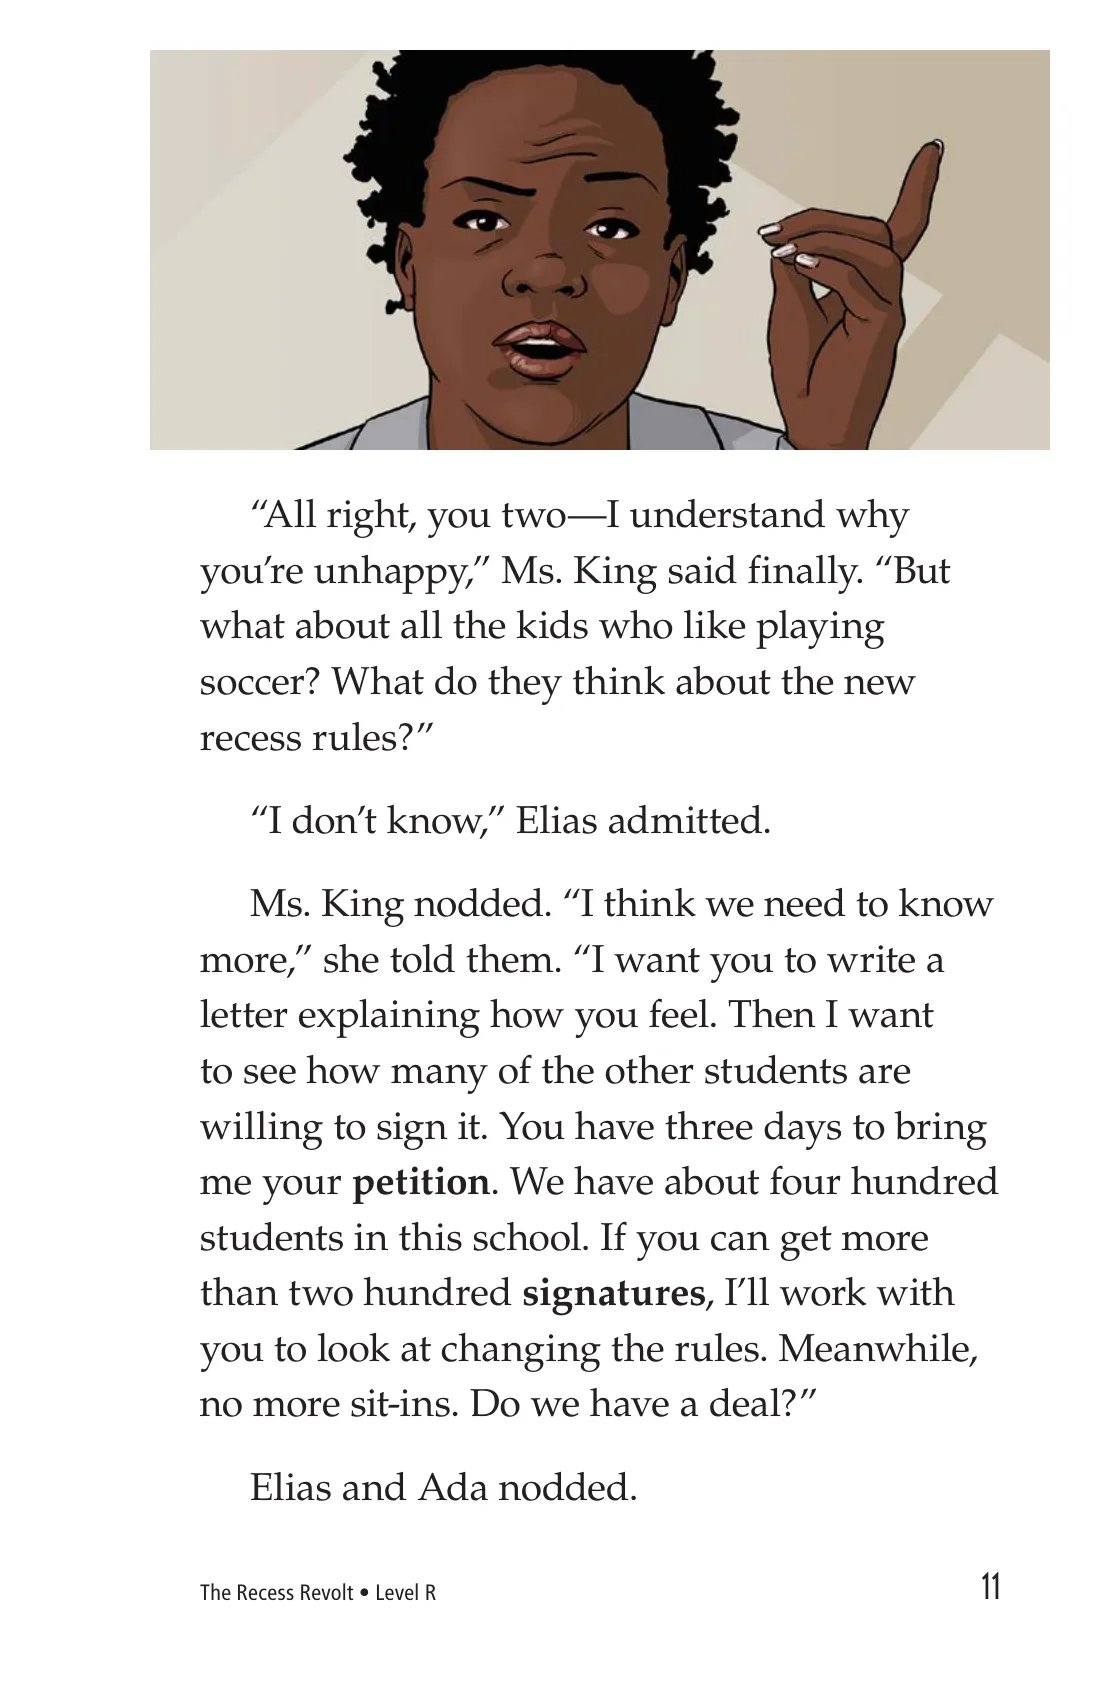 “All right, you two—I understand why
you’re unhappy,” Ms. King said finally. “But
what about all the kids who like playing
soccer? What do they think about the new
recess rules?”
“I don’t know,” Elias admitted.
Ms. King nodded. “I think we need to know
more,” she told them. “I want you to write a
letter explaining how you feel. Then I want
to see how many of the other students are
willing to sign it. You have three days to bring
me your petition. We have about four hundred
students in this school. If you can get more
than two hundred signatures, I’ll work with
you to look at changing the rules. Meanwhile,
no more sit-ins. Do we have a deal?”
Elias and Ada nodded.
The Recess Revolt • Level R
11